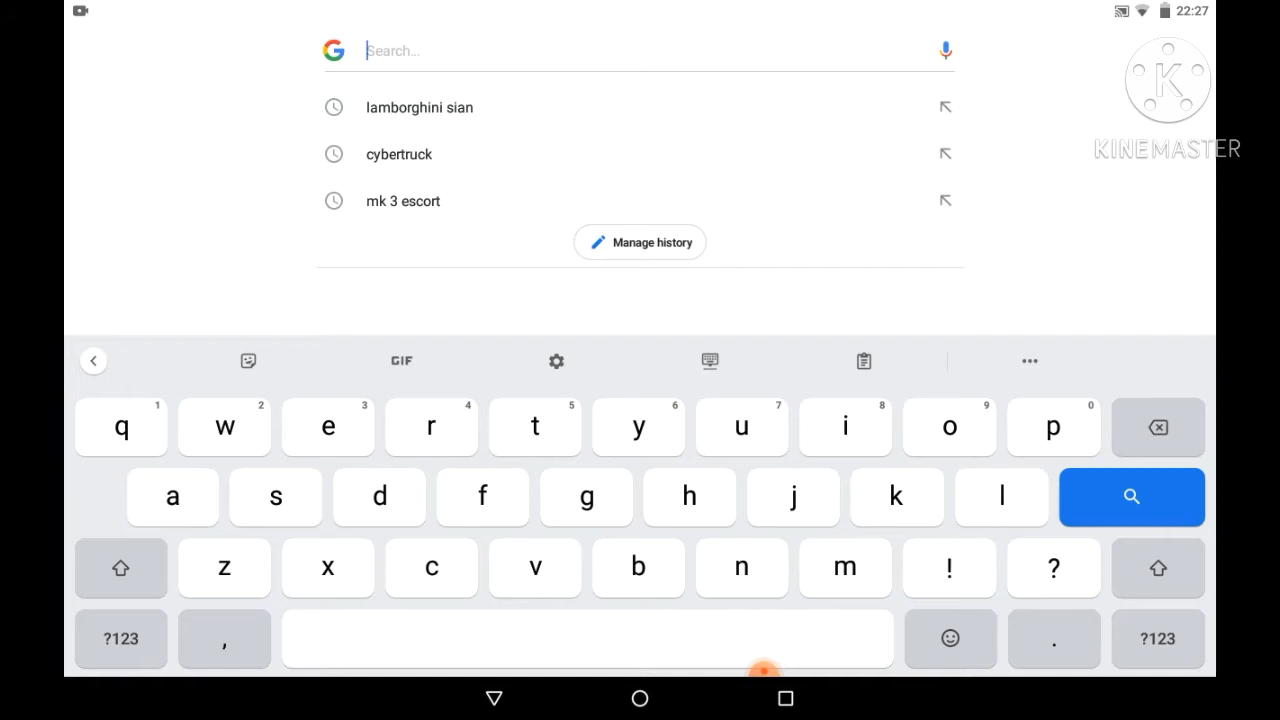 22:27
Search...
lamborghini sian
cybertruck
mk 3 escort
Manage history
K
KINEMASTER
GIF
q 1 w 2 e 3 r 4 t 5 y 6 u 7 i 8 o 9 p 0
a s d f g h j k l
z x c v b n m ! ?
?123 , . ?123